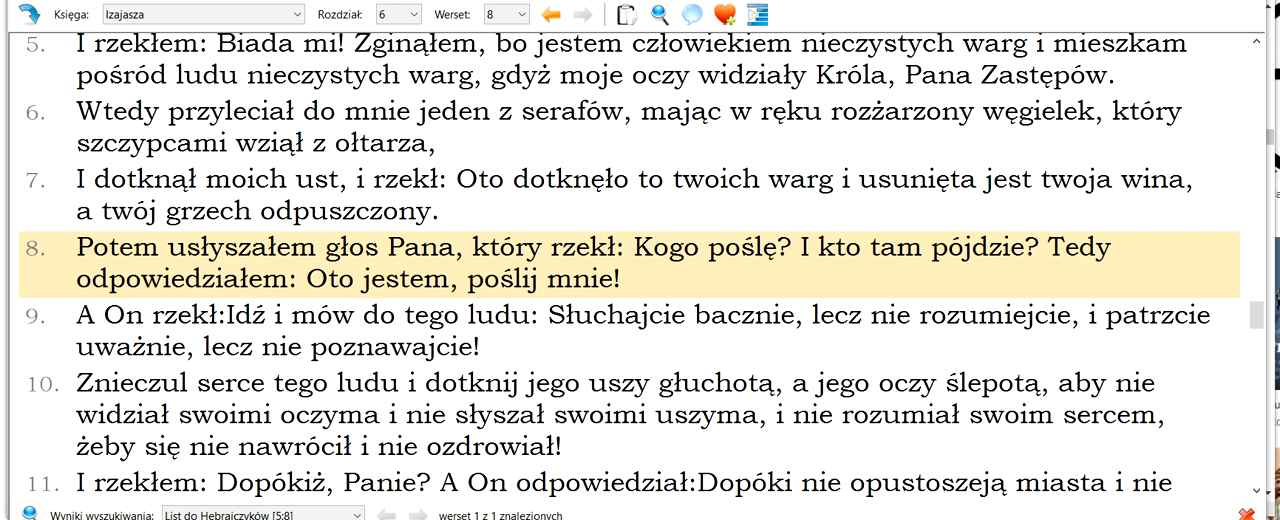 Księga: Izajasza Rozdział: 6 Werset: 8
5. I rzekłem: Biada mi! Zginąłem, bo jestem człowiekiem nieczystych warg i mieszkam
pośród ludu nieczystych warg, gdyż moje oczy widziały Króla, Pana Zastępów.
6. Wtedy przyleciał do mnie jeden z serafów, mając w ręku rozżarzony węgielek, który
szczypcami wziął z ołtarza,
7. I dotknął moich ust, i rzekł: Oto dotknęło to twoich warg i usunięta jest twoja wina,
a twój grzech odpuszczony.
8. Potem usłyszałem głos Pana, który rzekł: Kogo poślę? I kto tam pójdzie? Tedy
odpowiedziałem: Oto jestem, poślij mnie!
9. A On rzekł:Idź i mów do tego ludu: Słuchajcie bacznie, lecz nie rozumiejcie, i patrzcie
uważnie, lecz nie poznawajcie!
10. Znieczul serce tego ludu i dotknij jego uszy głuchotą, a jego oczy ślepotą, aby nie
widział swoimi oczyma i nie słyszał swoimi uszyma, i nie rozumiał swoim sercem,
żeby się nie nawrócił i nie ozdrowiał!
11. I rzekłem: Dopókiż, Panie? A On odpowiedział:Dopóki nie opustoszeją miasta i nie
Wyniki wyszukiwania: List do Hebrajczyków [5:8] werset 1 z 1 znalezionych